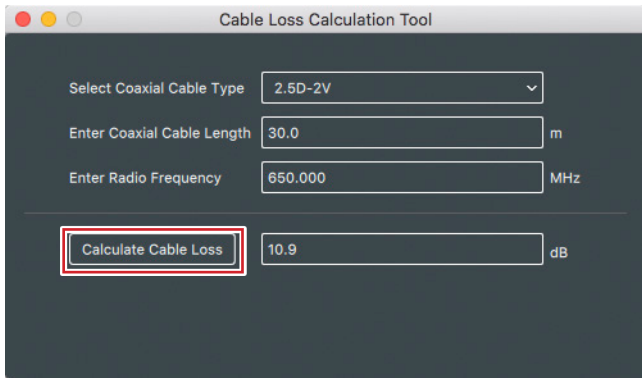 Cable Loss Calculation Tool
Select Coaxial Cable Type 2.5D-2V
Enter Coaxial Cable Length 30.0 m
Enter Radio Frequency 650.000 MHz
Calculate Cable Loss 10.9 dB